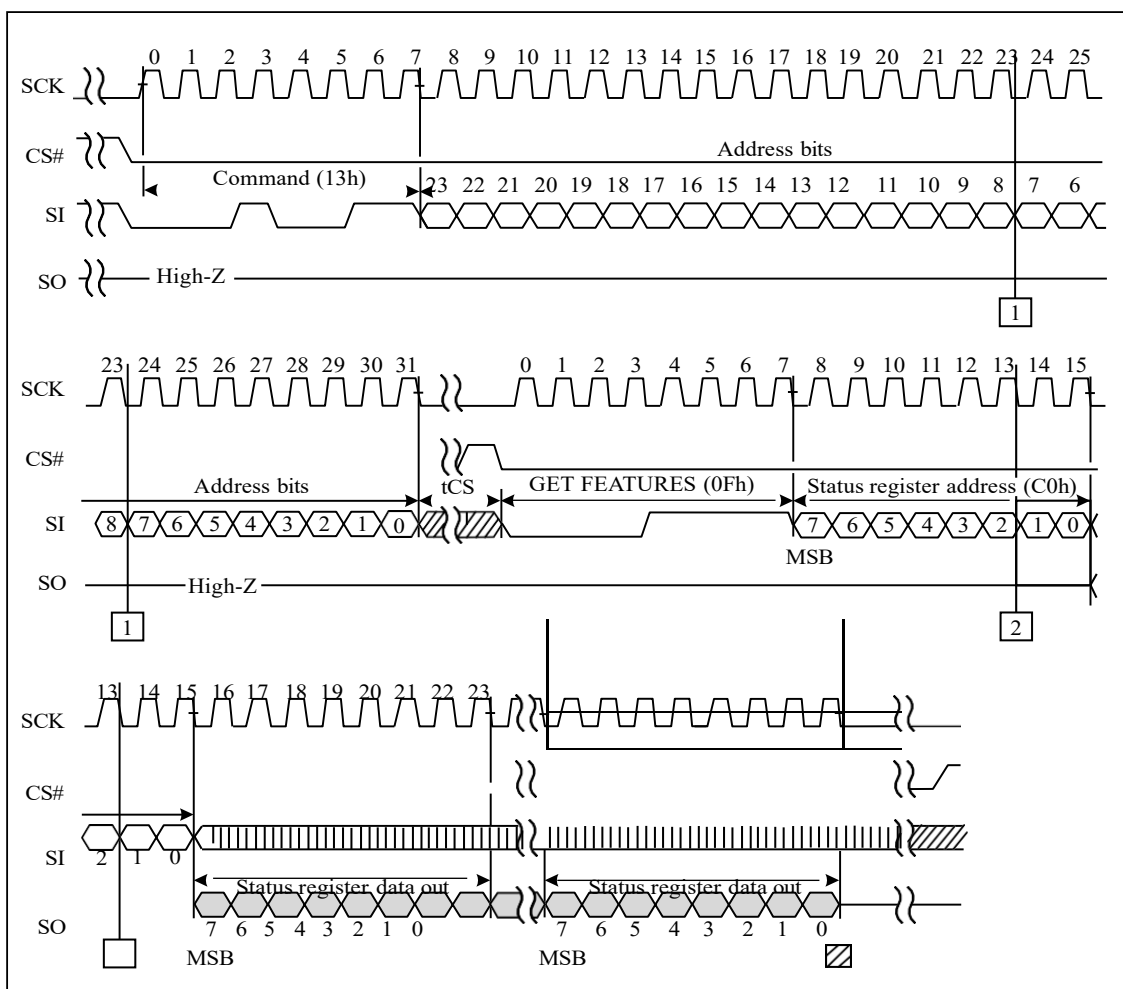 0 1 2 3 4 5 6 7 8 9 10 11 12 13 14 15 16 17 18 19 20 21 22 23 24 25
SCK
CS#
Address bits
Command (13h)
23 22 21 20 19 18 17 16 15 14 13 12 11 10 9 8 7 6
SI
SO
High-Z
1
23 24 25 26 27 28 29 30 31 0 1 2 3 4 5 6 7 8 9 10 11 12 13 14 15
SCK
CS#
Address bits tCS GET FEATURES (0Fh) Status register address (C0h)
SI 8 7 6 5 4 3 2 1 0 7 6 5 4 3 2 1 0
MSB
SO High-Z
1 2
13 14 15 16 17 18 19 20 21 22 23
SCK
CS#
SI
2 1 0
Status register data out Status register data out
SO
7 6 5 4 3 2 1 0 7 6 5 4 3 2 1 0
MSB MSB